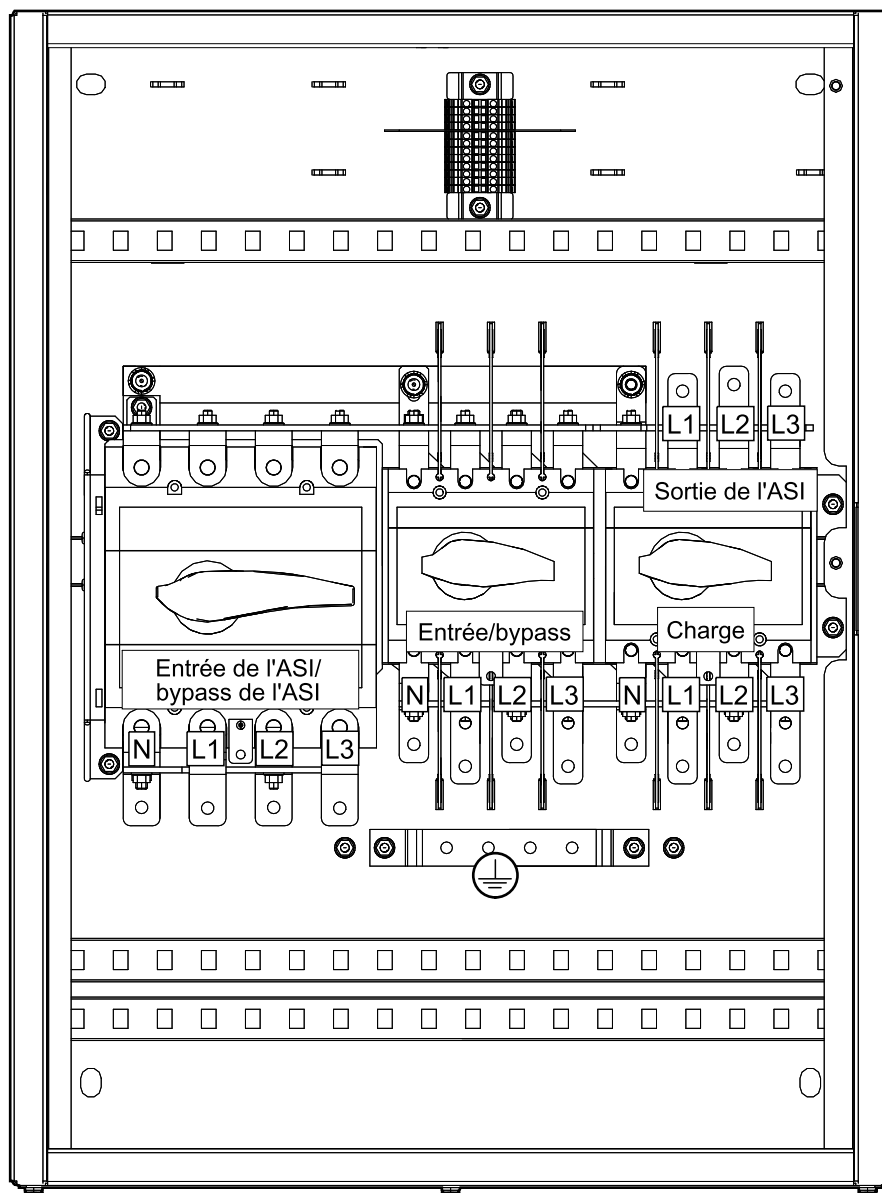 L1 L2 L3
Sortie de l'ASI
Entrée/bypass
Charge
Entrée de l'ASI/
bypass de l'ASI
N L1 L2 L3
N L1 L2 L3
N L1 L2 L3